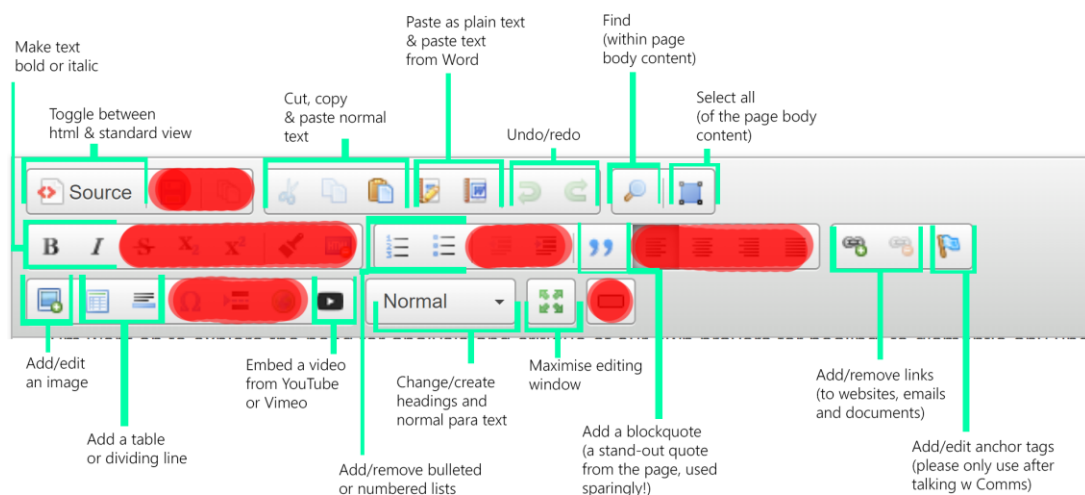 Make text
bold or italic
Toggle between
html & standard view
Cut, copy
& paste normal
text
Paste as plain text
& paste text
from Word
Undo/redo
Find
(within page
body content)
Select all
(of the page body
content)
Source
B I S X₂ X²
Normal
Add/edit
an image
Add a table
or dividing line
Embed a video
from YouTube
or Vimeo
Add/remove bulleted
or numbered lists
Change/create
headings and
normal para text
Maximise editing
window
Add a blockquote
(a stand-out quote
from the page, used
sparingly!)
Add/remove links
(to websites, emails
and documents)
Add/edit anchor tags
(please only use after
talking w Comms)